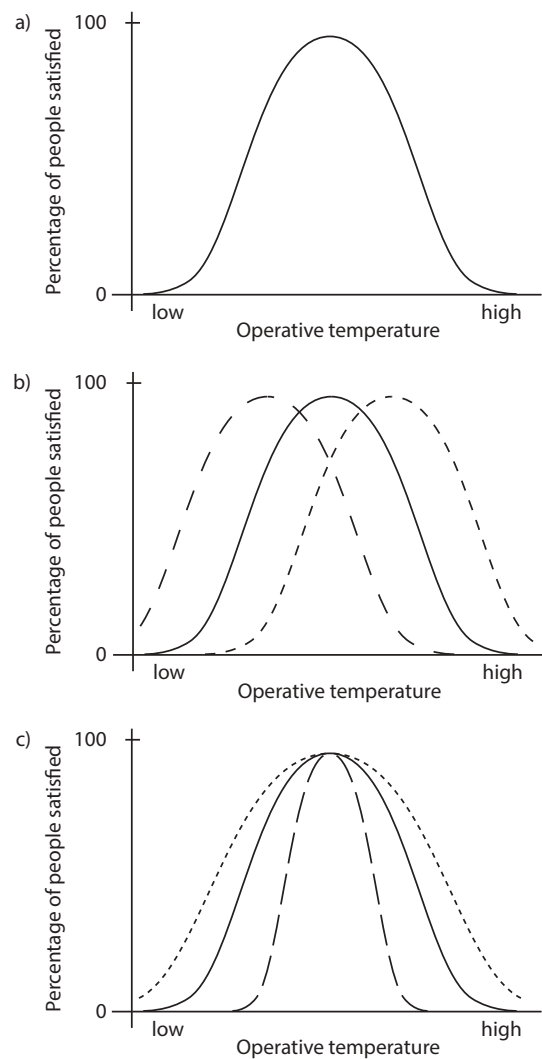 a)
100
Percentage of people satisfied
0
low
high
Operative temperature
b)
100
Percentage of people satisfied
0
low
high
Operative temperature
c)
100
Percentage of people satisfied
0
low
high
Operative temperature